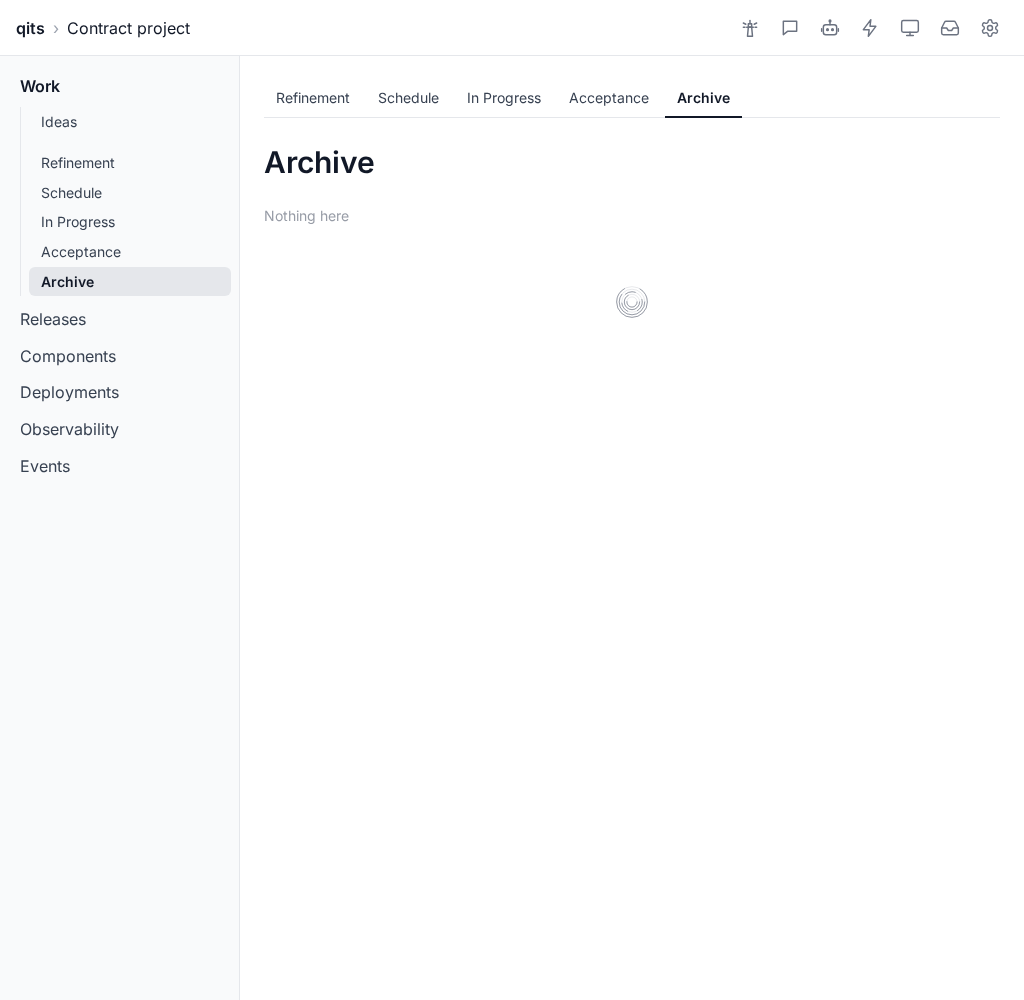 qits › Contract project
Work
Ideas
Refinement
Schedule
In Progress
Acceptance
Archive
Releases
Components
Deployments
Observability
Events
Refinement Schedule In Progress Acceptance Archive
Archive
Nothing here